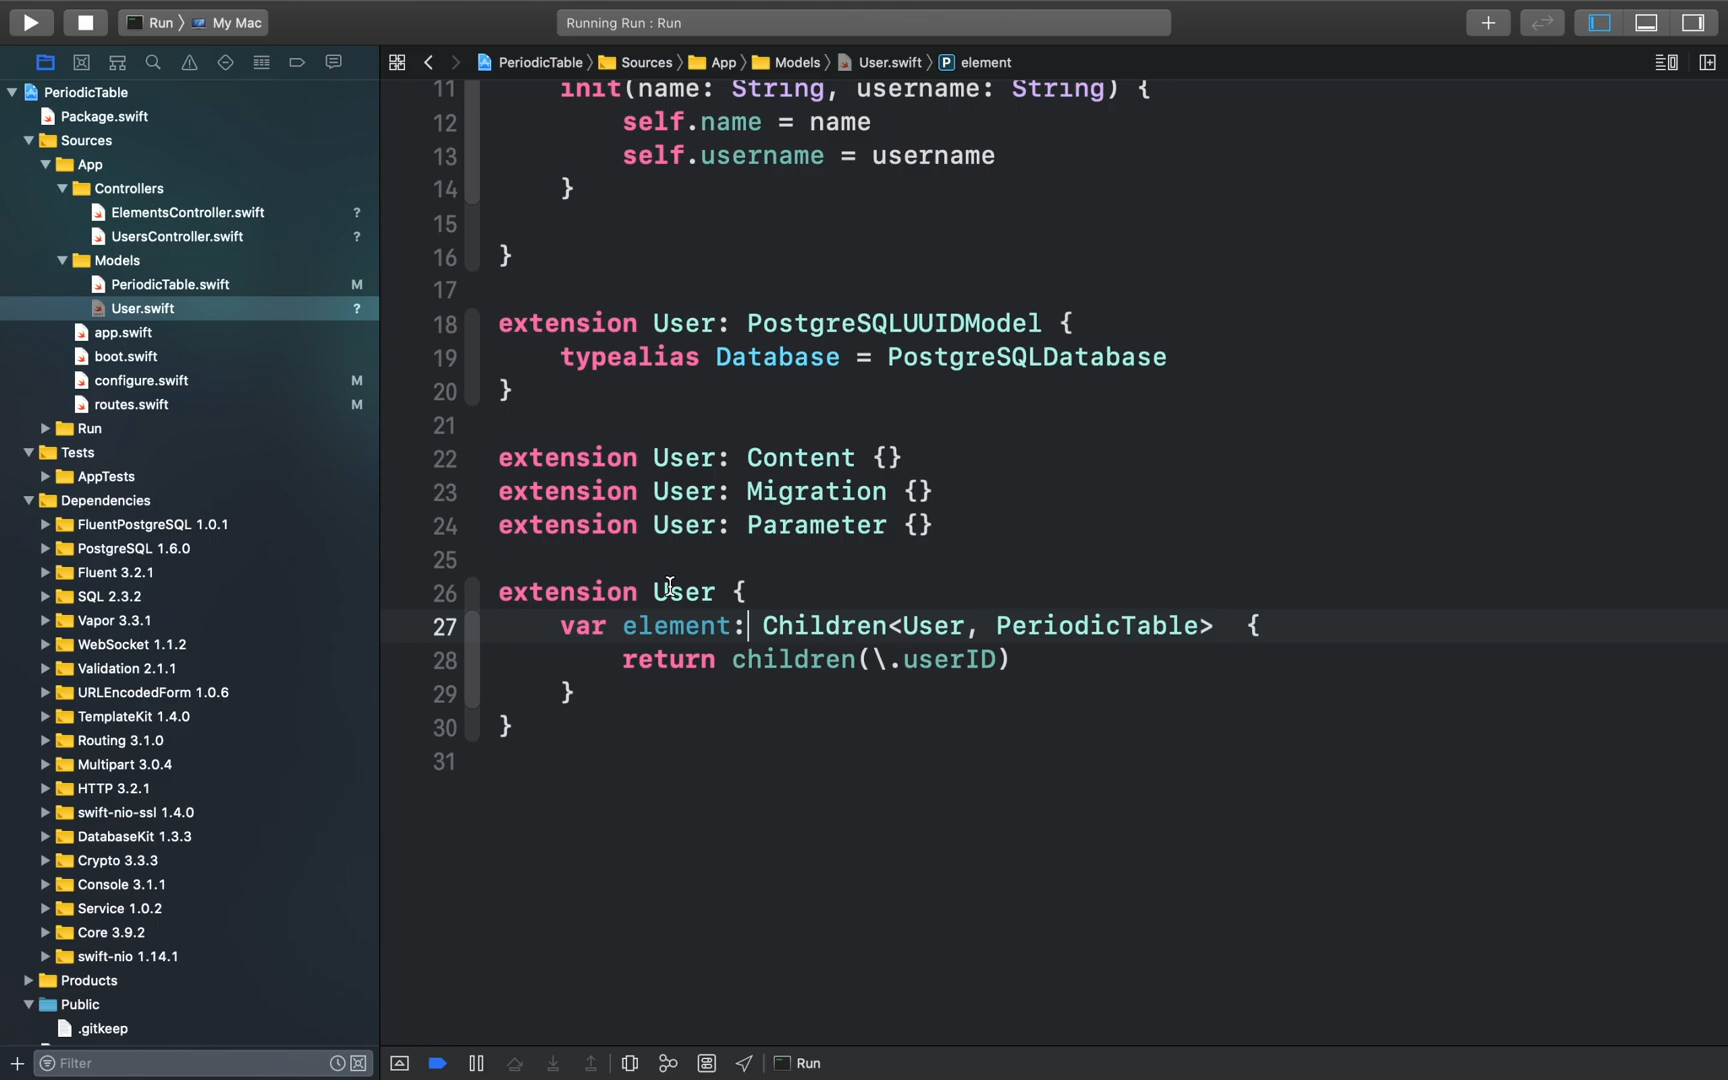 Run 〉 My Mac
Running Run : Run
PeriodicTable 〉 Sources 〉 App 〉 Models 〉 User.swift 〉 P element
PeriodicTable
Package.swift
Sources
App
Controllers
ElementsController.swift ?
UsersController.swift ?
Models
PeriodicTable.swift M
User.swift ?
app.swift
boot.swift
configure.swift M
routes.swift M
Run
Tests
AppTests
Dependencies
FluentPostgreSQL 1.0.1
PostgreSQL 1.6.0
Fluent 3.2.1
SQL 2.3.2
Vapor 3.3.1
WebSocket 1.1.2
Validation 2.1.1
URLEncodedForm 1.0.6
TemplateKit 1.4.0
Routing 3.1.0
Multipart 3.0.4
HTTP 3.2.1
swift-nio-ssl 1.4.0
DatabaseKit 1.3.3
Crypto 3.3.3
Console 3.1.1
Service 1.0.2
Core 3.9.2
swift-nio 1.14.1
Products
Public
.gitkeep
Filter
11 init(name: String, username: String) {
12 self.name = name
13 self.username = username
14 }
15
16 }
17
18 extension User: PostgreSQLUUIDModel {
19 typealias Database = PostgreSQLDatabase
20 }
21
22 extension User: Content {}
23 extension User: Migration {}
24 extension User: Parameter {}
25
26 extension User {
27 var element: Children<User, PeriodicTable>  {
28 return children(\.userID)
29 }
30 }
31
Run